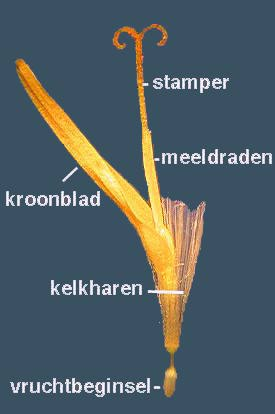 stamper
meeldraden
kroonblad
kelkharen
vruchtbeginsel